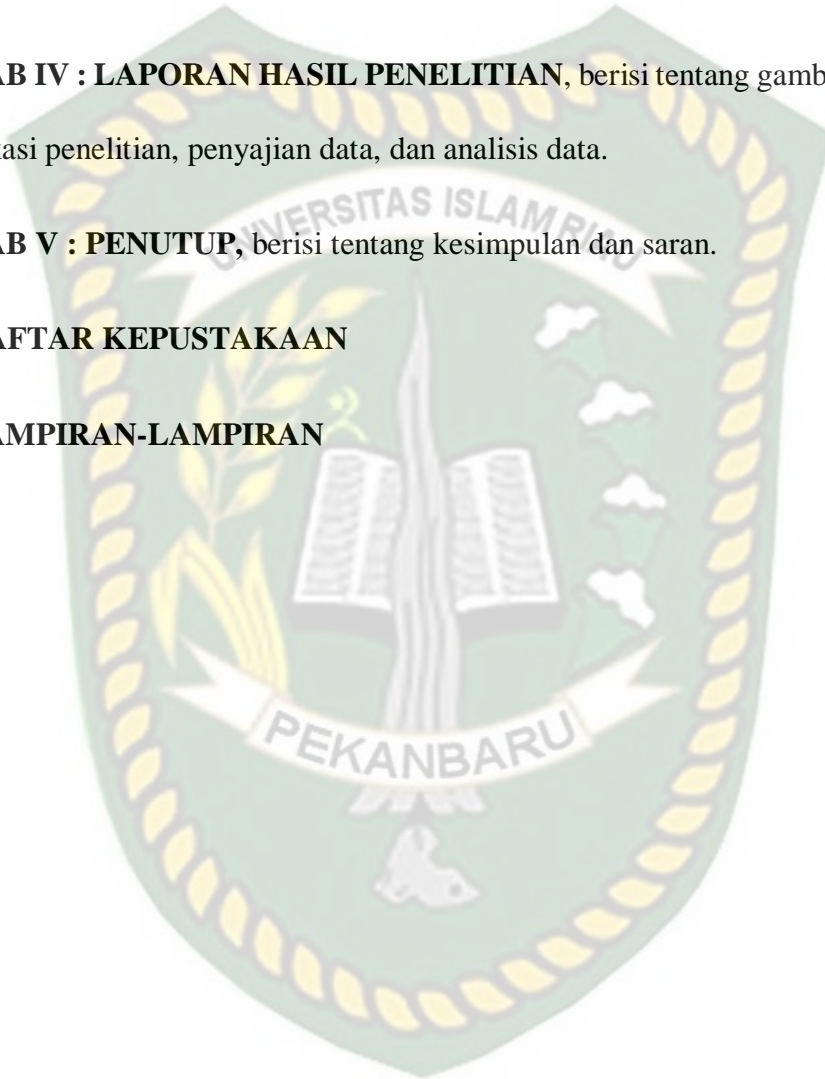 AB IV : LAPORAN HASIL PENELITIAN, berisi tentang gamb
kasi penelitian, penyajian data, dan analisis data.
UNIVERSITAS ISLAM RIAU
AB V : PENUTUP, berisi tentang kesimpulan dan saran.
AFTAR KEPUSTAKAAN
AMPIRAN-LAMPIRAN
PEKANBARU